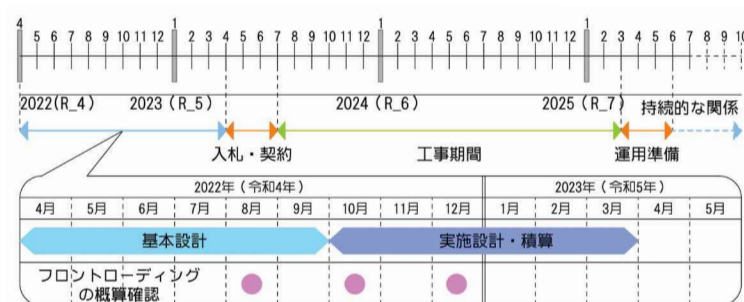 4 1 1 1
5 6 7 8 9 10 11 12 2 3 4 5 6 7 8 9 10 11 12 2 3 4 5 6 7 8 9 10 11 12 2 3 4 5 6 7 8 9 10
2022(R_4) 2023 (R_5) 2024 (R_6) 2025 (R_7) 持続的な関係
入札・契約 工事期間 運用準備
2022年(令和4年) 2023年(令和5年)
4月 5月 6月 7月 8月 9月 10月 11月 12月 1月 2月 3月 4月 5月
基本設計 実施設計・積算
フロントローディング
の概算確認